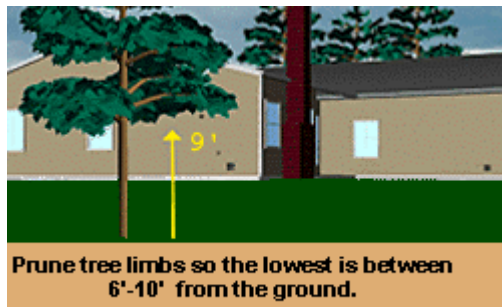 9'
Prune tree limbs so the lowest is between
6'-10' from the ground.